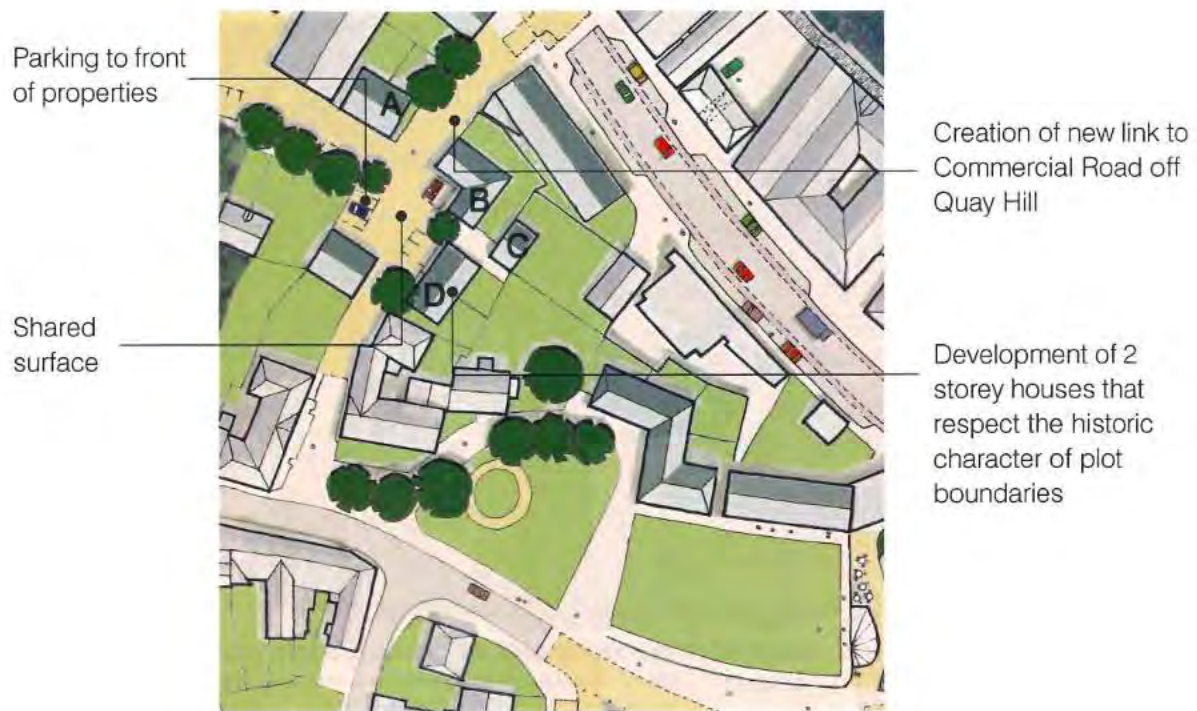 Parking to front
of properties
Shared
surface
A
B
C
D
Creation of new link to
Commercial Road off
Quay Hill
Development of 2
storey houses that
respect the historic
character of plot
boundaries